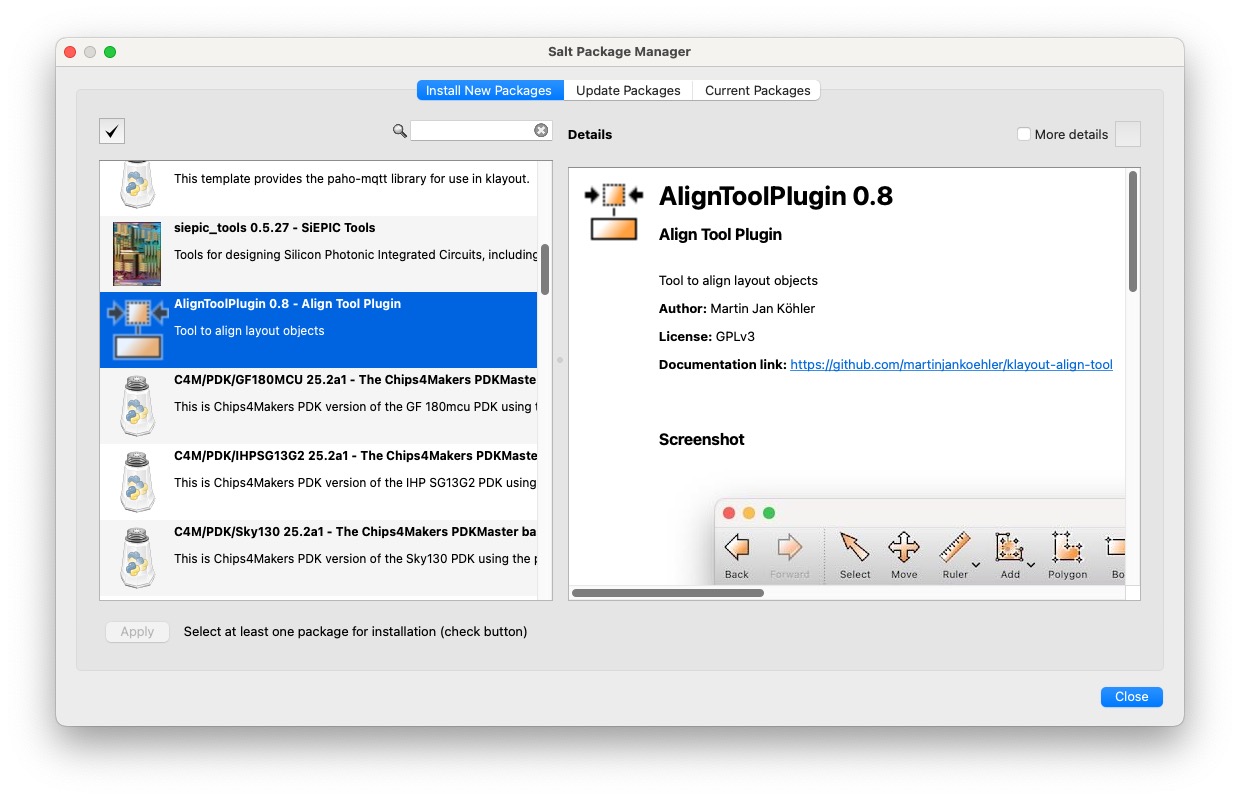 Salt Package Manager
Install New Packages
Update Packages
Current Packages
Details
More details
This template provides the paho-mqtt library for use in klayout.
siepic_tools 0.5.27 - SiEPIC Tools
Tools for designing Silicon Photonic Integrated Circuits, including
AlignToolPlugin 0.8 - Align Tool Plugin
Tool to align layout objects
C4M/PDK/GF180MCU 25.2a1 - The Chips4Makers PDKMaste
This is Chips4Makers PDK version of the GF 180mcu PDK using t
C4M/PDK/IHPSG13G2 25.2a1 - The Chips4Makers PDKMaste
This is Chips4Makers PDK version of the IHP SG13G2 PDK using
C4M/PDK/Sky130 25.2a1 - The Chips4Makers PDKMaster ba
This is Chips4Makers PDK version of the Sky130 PDK using the p
AlignToolPlugin 0.8
Align Tool Plugin
Tool to align layout objects
Author: Martin Jan Köhler
License: GPLv3
Documentation link: https://github.com/martinjankoehler/klayout-align-tool
Screenshot
Back Forward Select Move Ruler Add Polygon Bo
Apply
Select at least one package for installation (check button)
Close